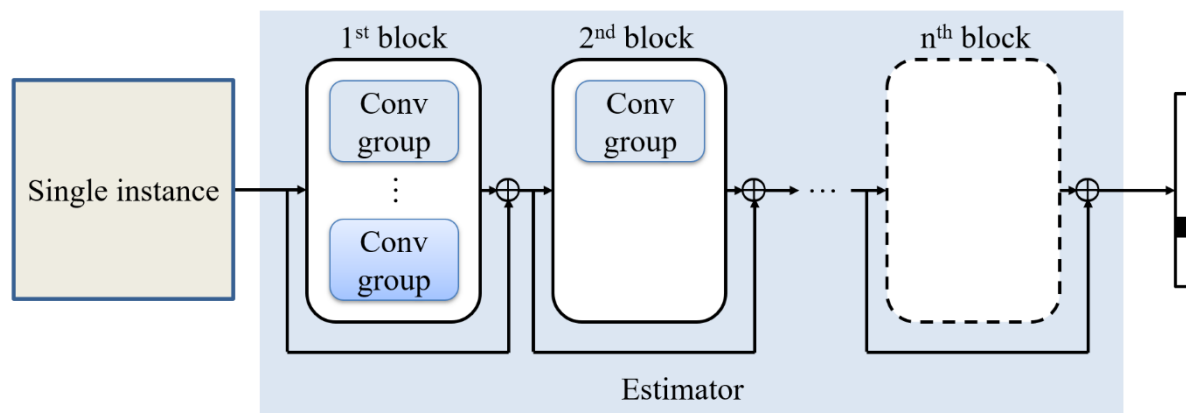 1st block
2nd block
nth block
Single instance
Conv
group
⋮
Conv
group
Conv
group
...
Estimator